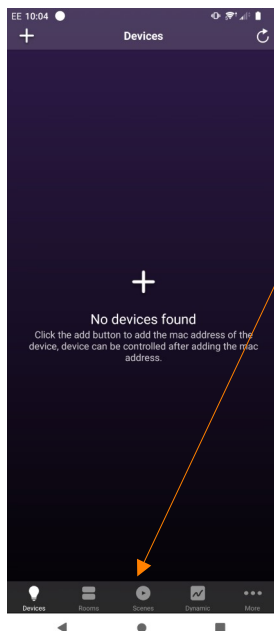 EE 10:04
Devices
No devices found
Click the add button to add the mac address of the
device, device can be controlled after adding the mac
address.
Devices Rooms Scenes Dynamic More